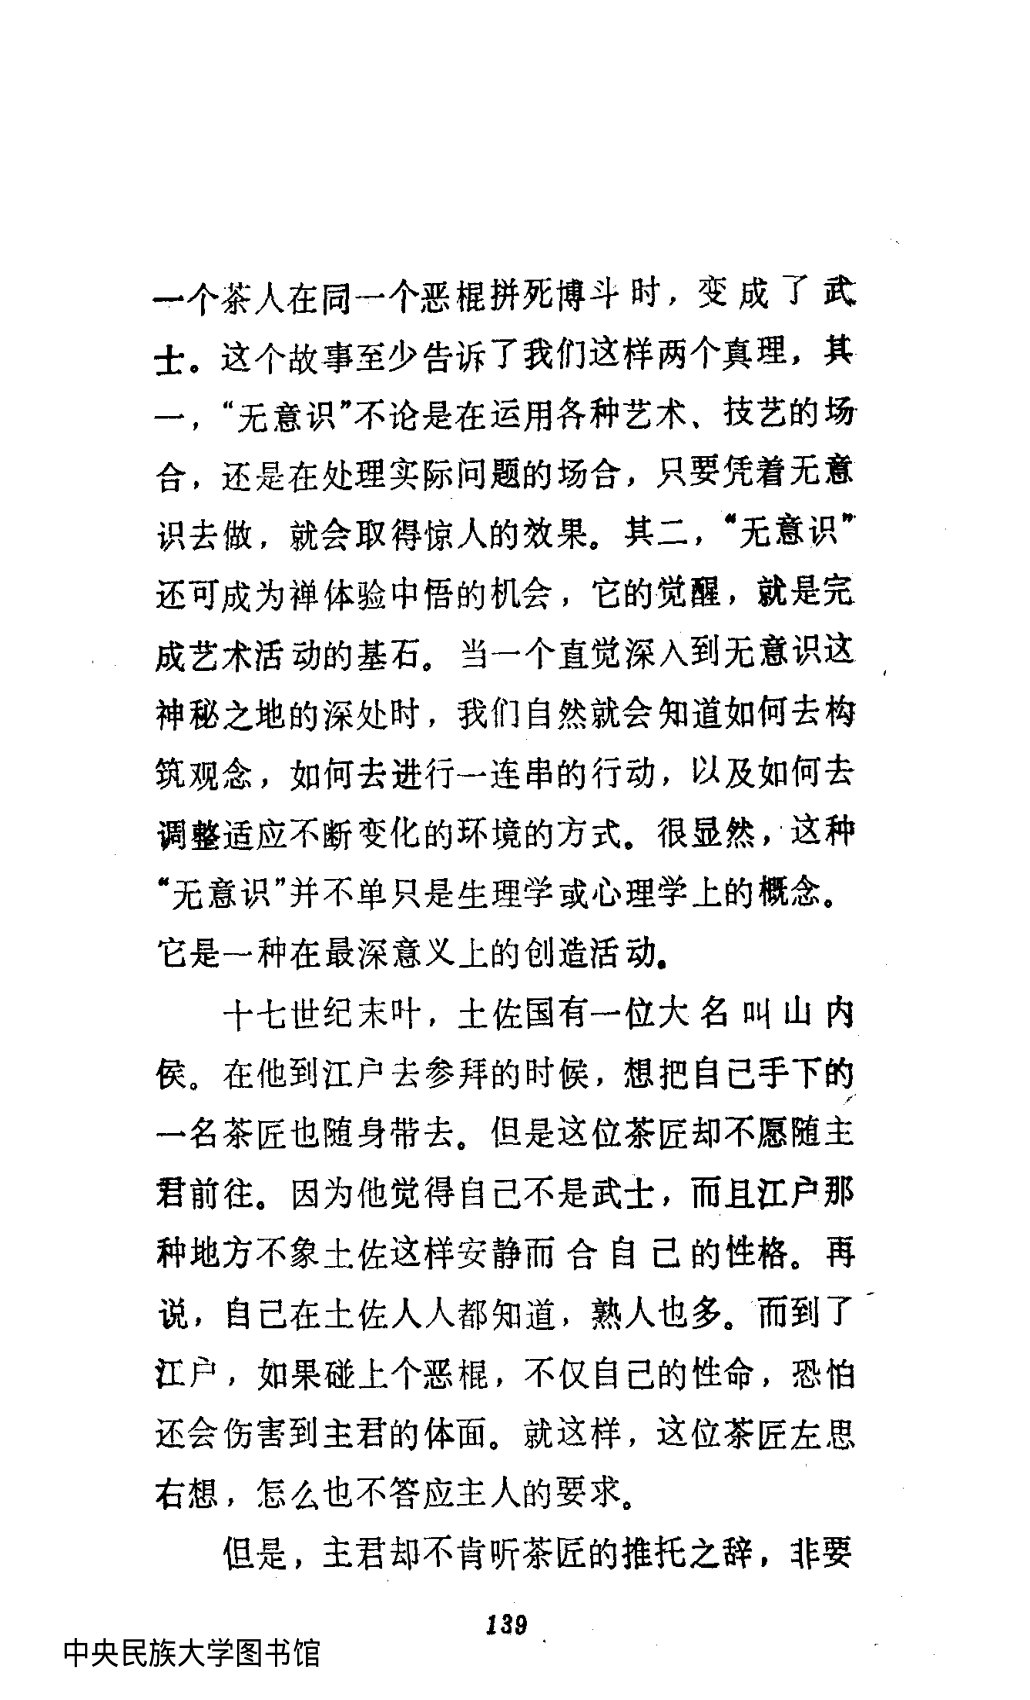 一个茶人在同一个恶棍拼死博斗时，变成了武
士。这个故事至少告诉了我们这样两个真理，其
一，“无意识”不论是在运用各种艺术、技艺的场
合，还是在处理实际问题的场合，只要凭着无意
识去做，就会取得惊人的效果。其二，“无意识”
还可成为禅体验中悟的机会，它的觉醒，就是完
成艺术活动的基石。当一个直觉深入到无意识这
神秘之地的深处时，我们自然就会知道如何去构
筑观念，如何去进行一连串的行动，以及如何去
调整适应不断变化的环境的方式。很显然，这种
“无意识”并不单只是生理学或心理学上的概念。
它是一种在最深意义上的创造活动。
十七世纪末叶，土佐国有一位大名叫山内
侯。在他到江户去参拜的时候，想把自己手下的
一名茶匠也随身带去。但是这位茶匠却不愿随主
君前往。因为他觉得自己不是武士，而且江户那
种地方不象土佐这样安静而合自己的性格。再
说，自己在土佐人人都知道，熟人也多。而到了
江户，如果碰上个恶棍，不仅自己的性命，恐怕
还会伤害到主君的体面。就这样，这位茶匠左思
右想，怎么也不答应主人的要求。
但是，主君却不肯听茶匠的推托之辞，非要
139
中央民族大学图书馆